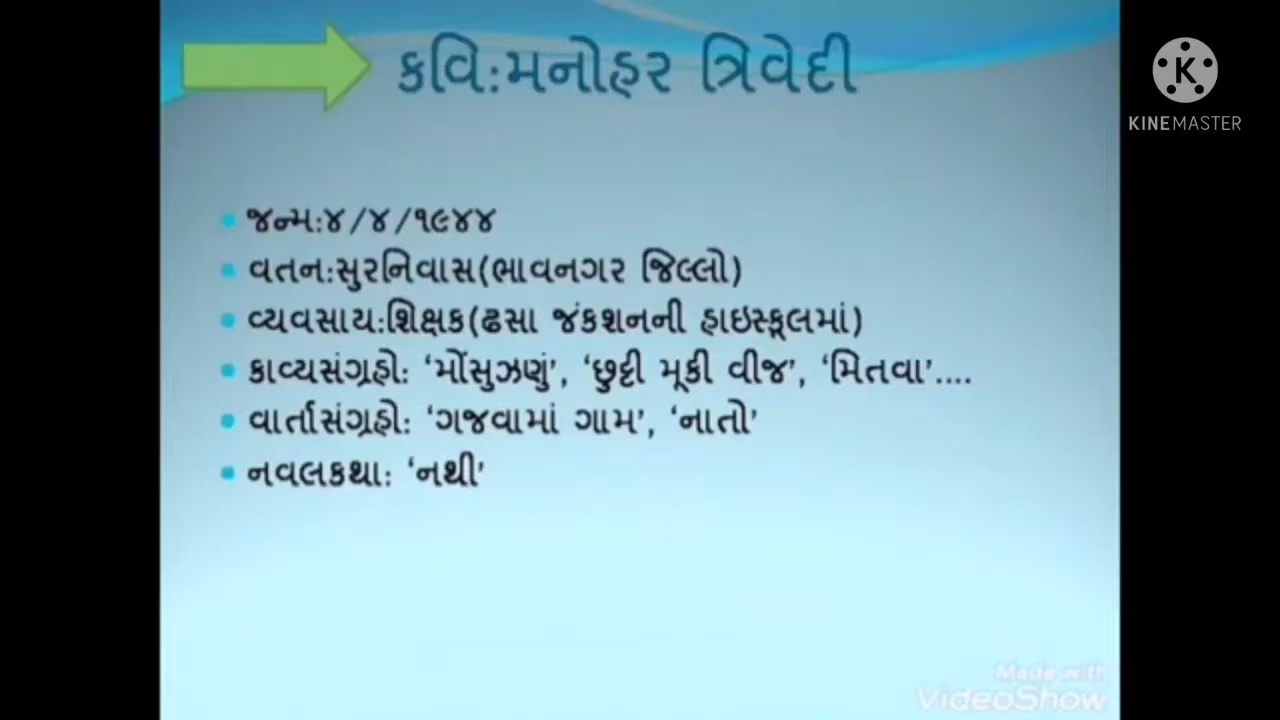 કવિ:મનોહર ત્રિવેદી
KINEMASTER
જન્મ:૪/૪/૧૯૪૪
વતન:સુરનિવાસ(ભાવનગર જિલ્લો)
વ્યવસાય:શિક્ષક(ઢસા જંકશનની હાઇસ્કૂલમાં)
કાવ્યસંગ્રહો: ‘મોંસુઝણું’, ‘છુટ્ટી મૂકી વીજ’, ‘મિતવા’....
વાર્તાસંગ્રહો: ‘ગજવામાં ગામ’, ‘નાતો’
નવલકથા: ‘નથી’
Made with
VideoShow